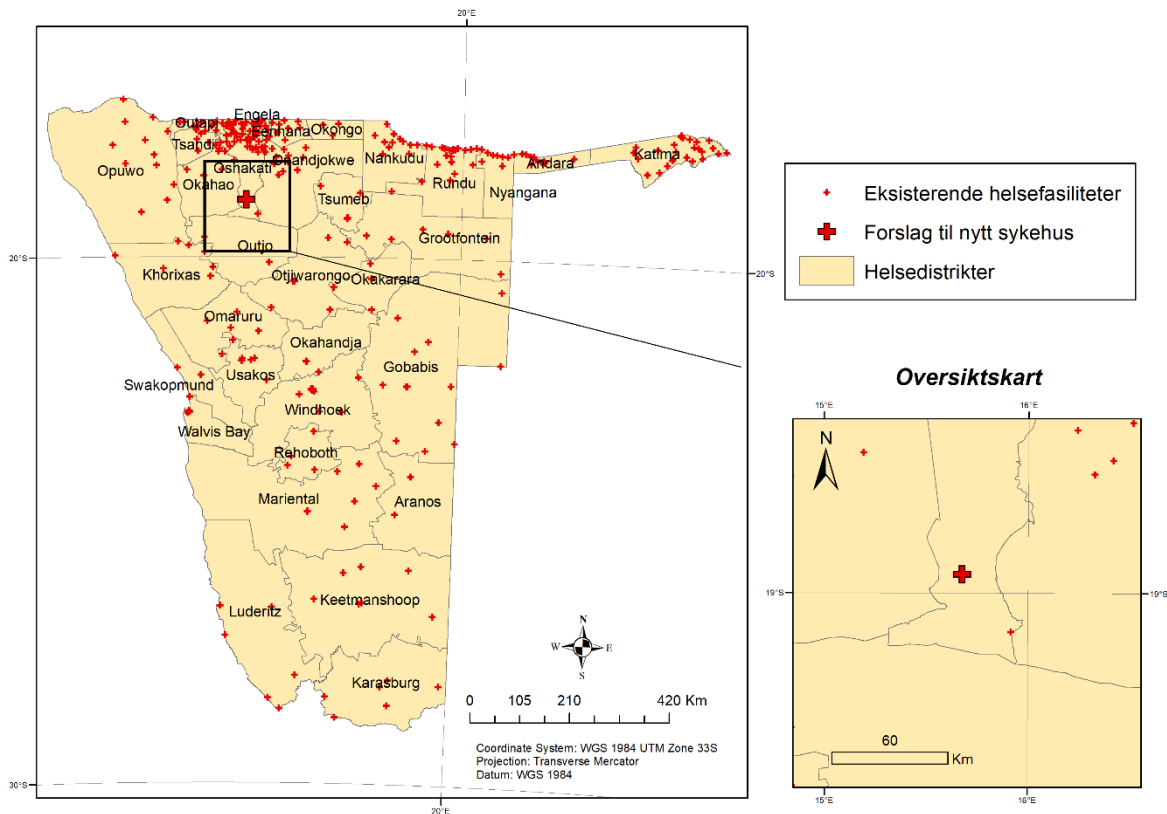 20°E
Engela
Outapi
Eenhana
Okongo
Tsandi
Onandjokwe
Nankudu
Andara
Katima
Opuwo
Oshakati
Okahao
Rundu
Nyangana
Tsumeb
Outjo
Grootfontein
20°S
20°S
Khorixas
Otjiwarongo
Okakarara
Omaruru
Okahandja
Gobabis
Usakos
Swakopmund
Windhoek
Walvis Bay
Rehoboth
Mariental
Aranos
Luderitz
Keetmanshoop
Karasburg
N
W
E
S
0 105 210 420 Km
Coordinate System: WGS 1984 UTM Zone 33S
Projection: Transverse Mercator
Datum: WGS 1984
30°S
20°E
Eksisterende helsefasiliteter
Forslag til nytt sykehus
Helsedistrikter
Oversiktskart
15°E
16°E
N
19°S
19°S
60
Km
15°E
16°E